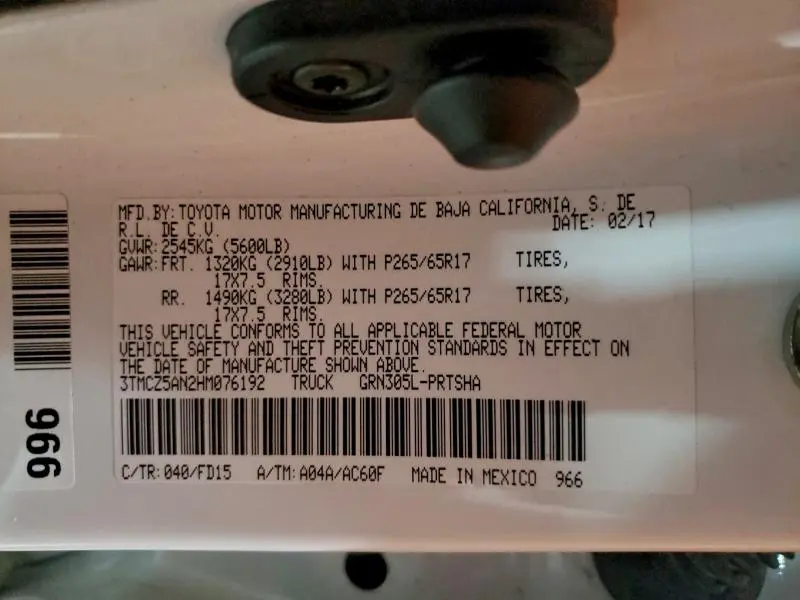 MFD.BY: TOYOTA MOTOR MANUFACTURING DE BAJA CALIFORNIA, S. DE
R.L. DE C.V. DATE: 02/17
GVWR: 2545KG (5600LB)
GAWR: FRT. 1320KG (2910LB) WITH P265/65R17 TIRES,
17X7.5 RIMS.
RR. 1490KG (3280LB) WITH P265/65R17 TIRES,
17X7.5 RIMS.
THIS VEHICLE CONFORMS TO ALL APPLICABLE FEDERAL MOTOR
VEHICLE SAFETY AND THEFT PREVENTION STANDARDS IN EFFECT ON
THE DATE OF MANUFACTURE SHOWN ABOVE.
3TMCZ5AN2HM076192 TRUCK GRN305L-PRTSHA
C/TR: 040/FD15 A/TM: A04A/AC60F MADE IN MEXICO 966
966